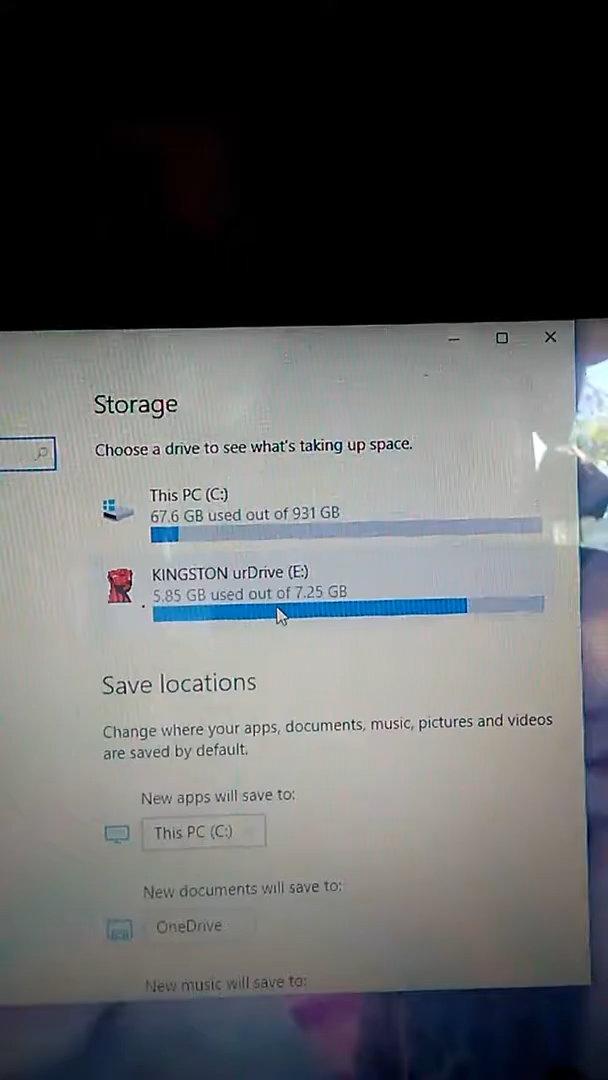 Storage
Choose a drive to see what's taking up space.
This PC (C:)
67.6 GB used out of 931 GB
KINGSTON urDrive (E:)
5.85 GB used out of 7.25 GB
Save locations
Change where your apps, documents, music, pictures and videos
are saved by default.
New apps will save to:
This PC (C:)
New documents will save to:
OneDrive
New music will save to: